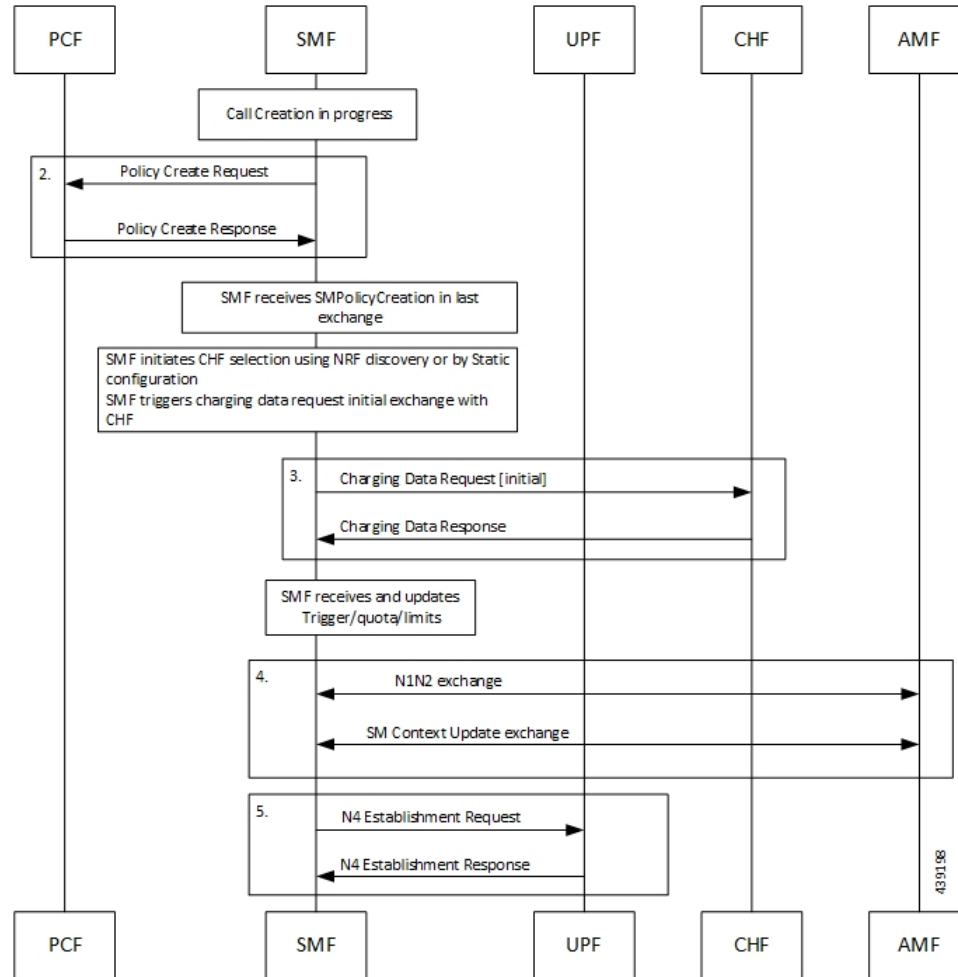 PCF
SMF
UPF
CHF
AMF
Call Creation in progress
2.
Policy Create Request
Policy Create Response
SMF receives SMPolicyCreation in last
exchange
SMF initiates CHF selection using NRF discovery or by Static
configuration
SMF triggers charging data request initial exchange with
CHF
3.
Charging Data Request [initial]
Charging Data Response
SMF receives and updates
Trigger/quota/limits
4.
N1N2 exchange
SM Context Update exchange
5.
N4 Establishment Request
N4 Establishment Response
439198
PCF
SMF
UPF
CHF
AMF